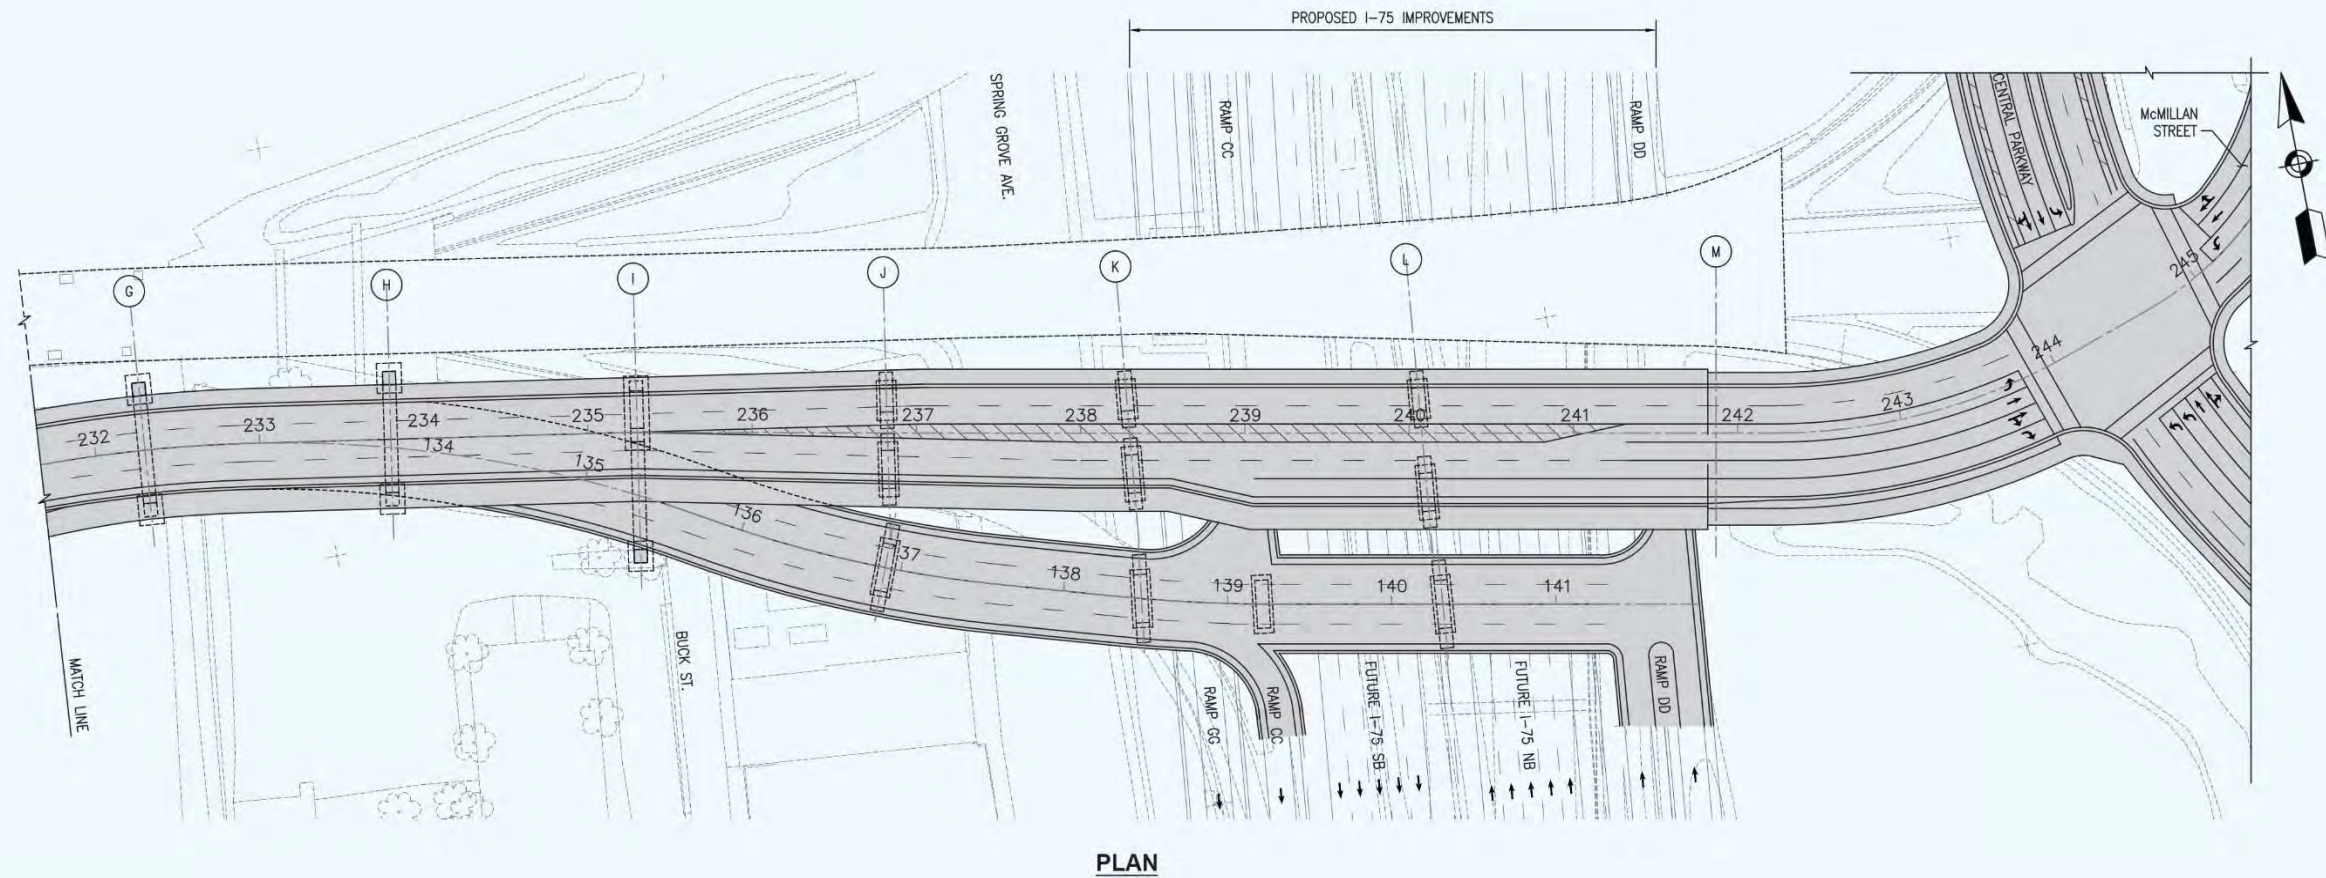 PROPOSED I-75 IMPROVEMENTS
SPRING GROVE AVE.
RAMP CC
RAMP DD
CENTRAL PARKWAY
McMILLAN
STREET
G
H
I
J
K
L
M
232
233
234
235
236
237
238
239
240
241
242
243
244
245
134
135
136
37
138
139
140
141
MATCH LINE
BUCK ST.
RAMP GG
RAMP CC
FUTURE I-75 SB
FUTURE I-75 NB
RAMP DD
PLAN